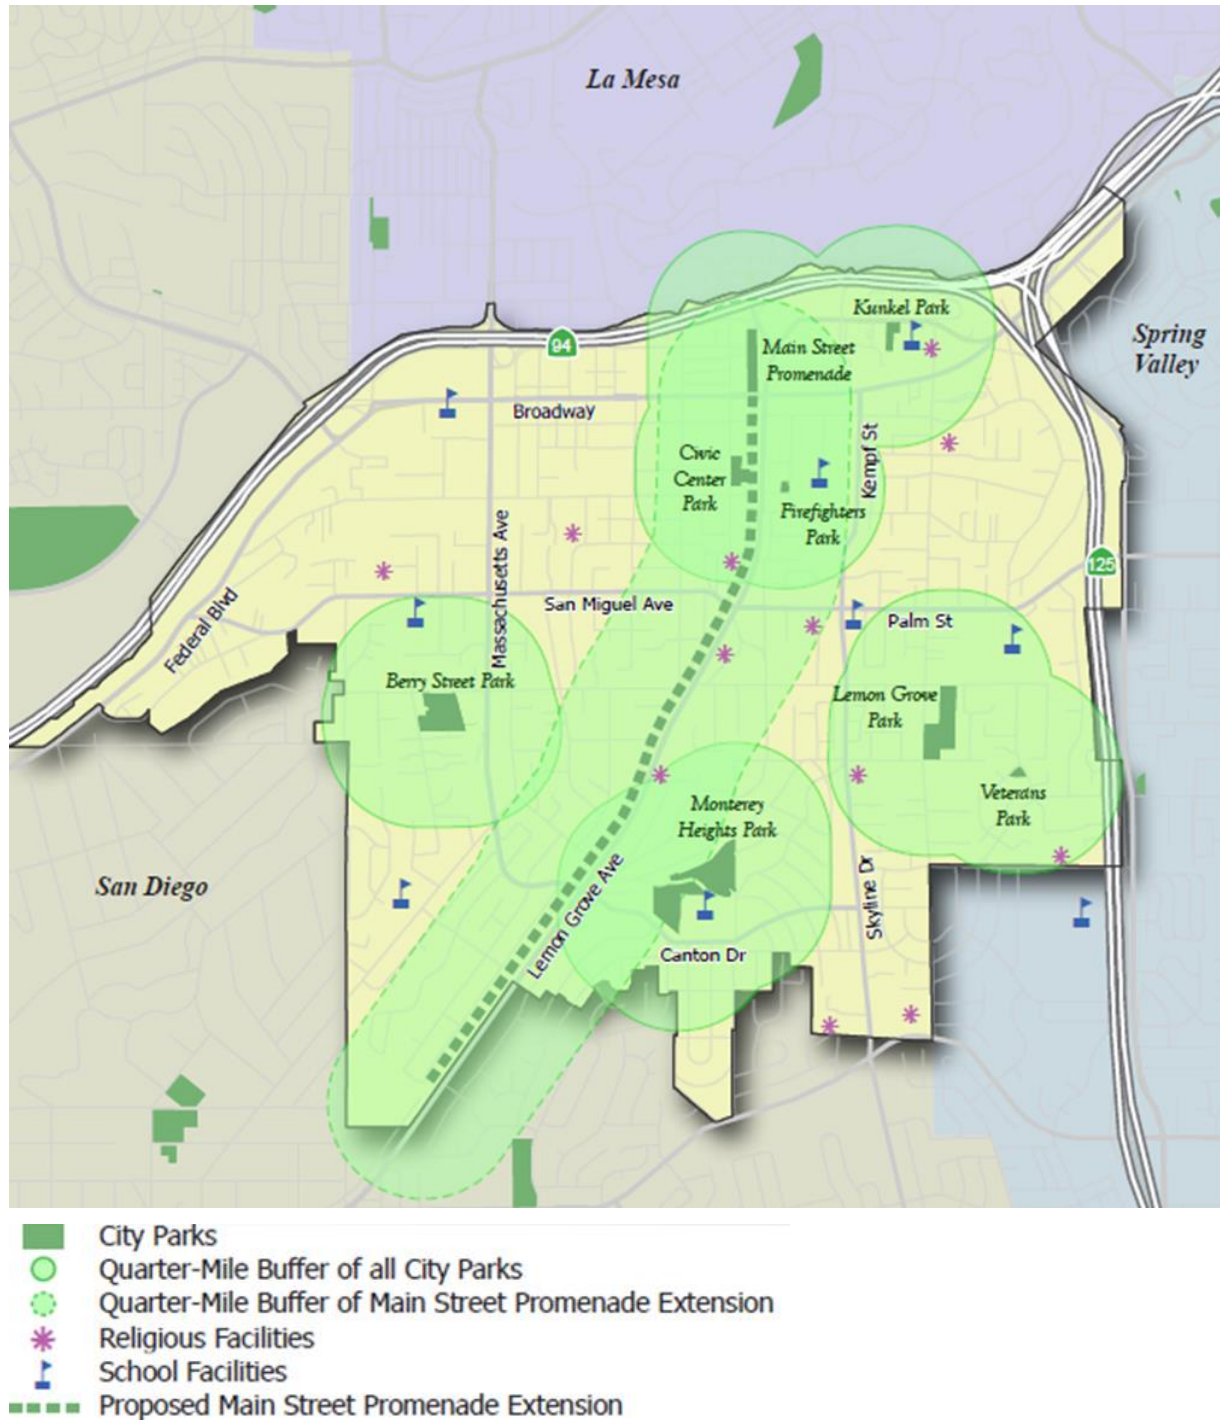 La Mesa
Kunkel Park
Spring
Valley
94
Main Street
Promenade
Broadway
Civic
Center
Park
Kempf St
Firefighters
Park
Massachusetts Ave
125
Federal Blvd
San Miguel Ave
Palm St
Berry Street Park
Lemon Grove
Park
Veterans
Park
Monterey
Heights Park
San Diego
Lemon Grove Ave
Skyline Dr
Canton Dr
City Parks
Quarter-Mile Buffer of all City Parks
Quarter-Mile Buffer of Main Street Promenade Extension
Religious Facilities
School Facilities
Proposed Main Street Promenade Extension